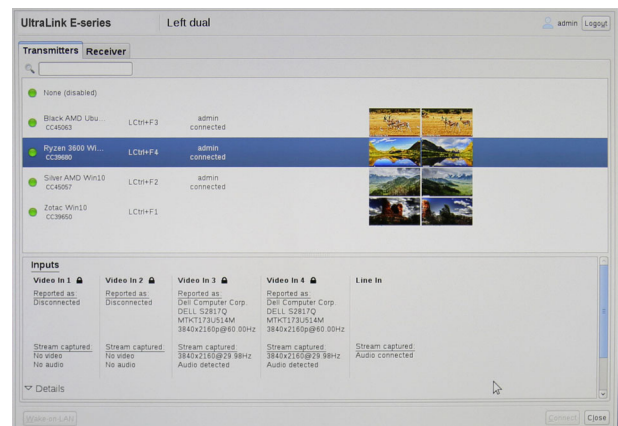 UltraLink E-series
Left dual
admin
Logout
Transmitters
Receiver
None (disabled)
Black AMD Ubu...
CC45063
LCtrl+F3
admin
connected
Ryzen 3600 Wi...
CC39680
LCtrl+F4
admin
connected
Silver AMD Win10
CC45057
LCtrl+F2
admin
connected
Zotac Win10
CC39650
LCtrl+F1
Inputs
Video In 1
Reported as:
Disconnected
Stream captured:
No video
No audio
Video In 2
Reported as:
Disconnected
Stream captured:
No video
No audio
Video In 3
Reported as:
Dell Computer Corp.
DELL S2817Q
MTKT173U514M
3840x2160p@60.00Hz
Stream captured:
3840x2160@29.98Hz
Audio detected
Video In 4
Reported as:
Dell Computer Corp.
DELL S2817Q
MTKT173U514M
3840x2160p@60.00Hz
Stream captured:
3840x2160@29.98Hz
Audio detected
Line In
Stream captured:
Audio connected
Details
Wake-on-LAN
Connect
Close